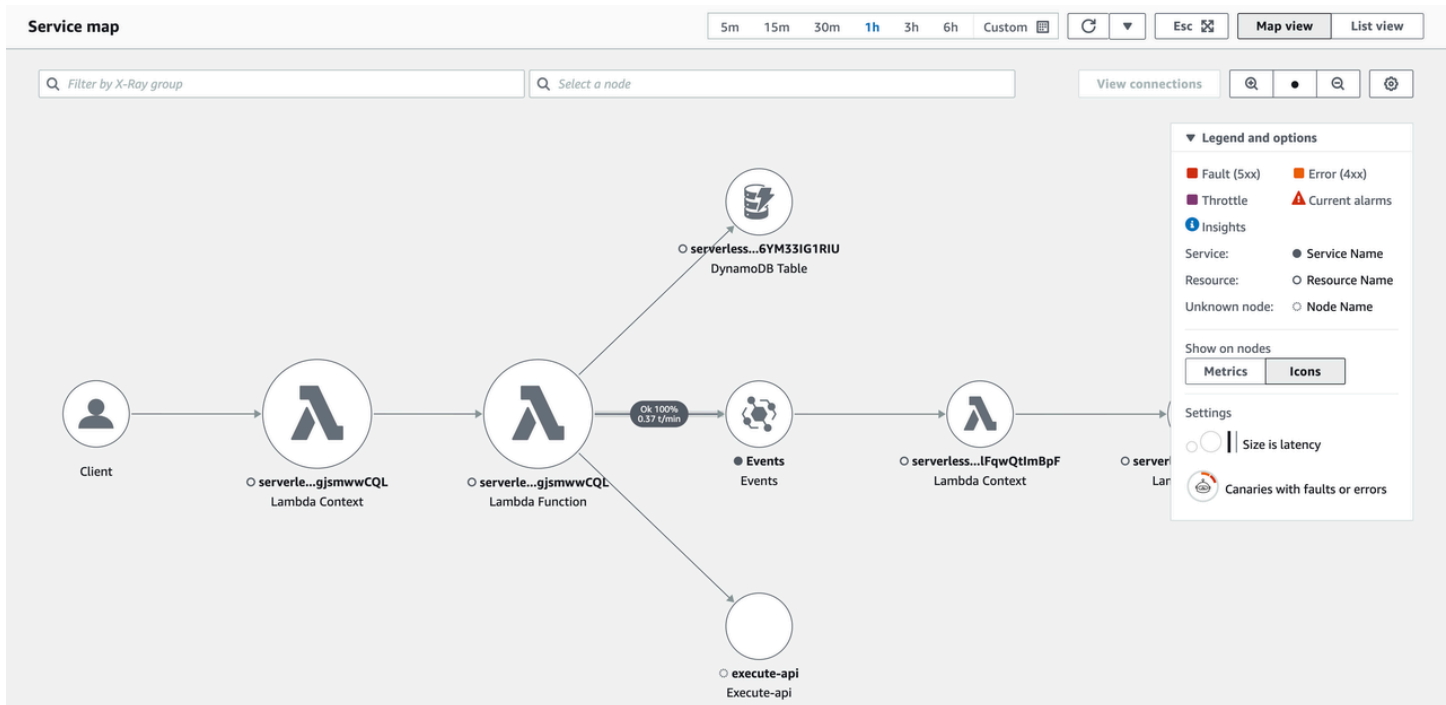 Service map
5m 15m 30m 1h 3h 6h Custom
Esc
Map view List view
Filter by X-Ray group
Select a node
View connections
Legend and options
Fault (5xx) Error (4xx)
Throttle Current alarms
Insights
Service: Service Name
Resource: Resource Name
Unknown node: Node Name
Show on nodes
Metrics Icons
Settings
Size is latency
Canaries with faults or errors
serverless...6YM33IG1RIU
DynamoDB Table
Client
serverle...gjsmwwCQL
Lambda Context
serverle...gjsmwwCQL
Lambda Function
Ok 100%
0.37 t/min
Events
Events
serverless...lFqwQtImBpF
Lambda Context
server
Lar
execute-api
Execute-api